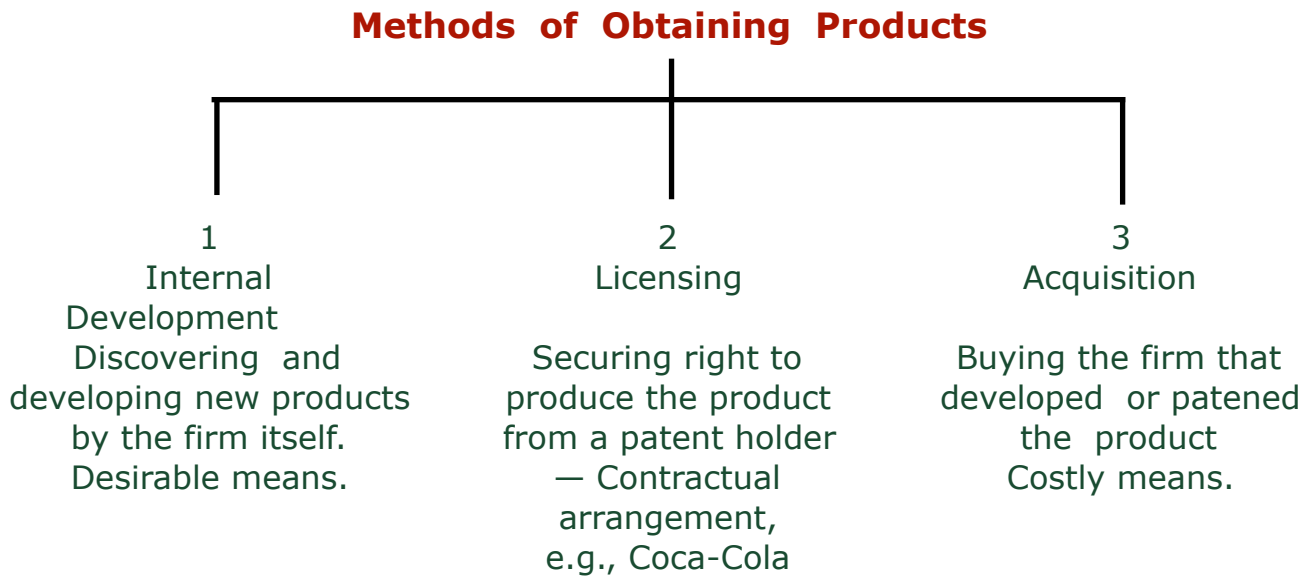 Methods of Obtaining Products
1
Internal
Development
Discovering and
developing new products
by the firm itself.
Desirable means.
2
Licensing
Securing right to
produce the product
from a patent holder
— Contractual
arrangement,
e.g., Coca-Cola
3
Acquisition
Buying the firm that
developed or patened
the product
Costly means.